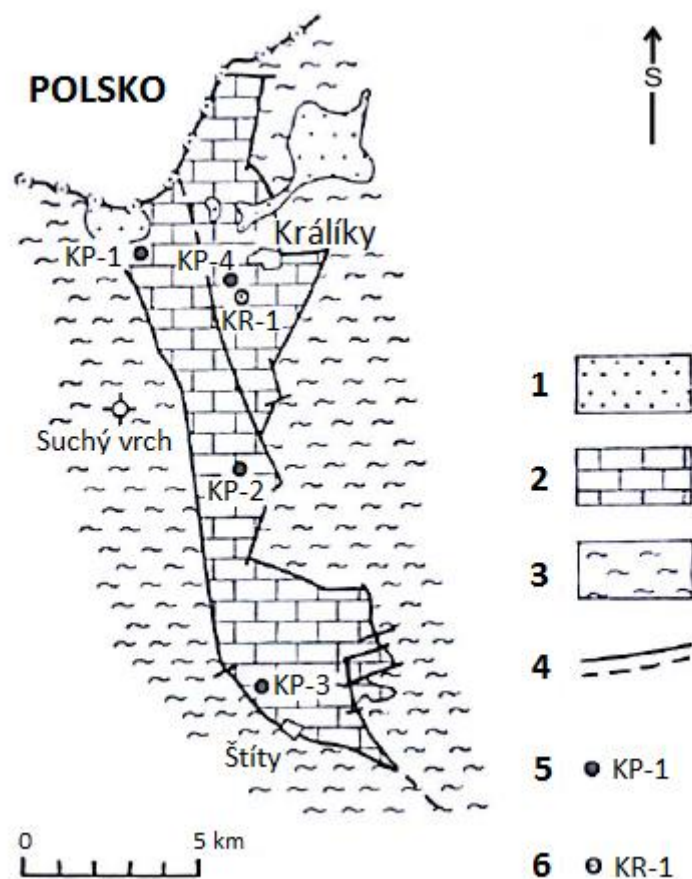 POLSKO
S
Králíky
KP-1
KP-4
KR-1
Suchý vrch
KP-2
KP-3
Štíty
0 5 km
1
2
3
4
5 KP-1
6 KR-1